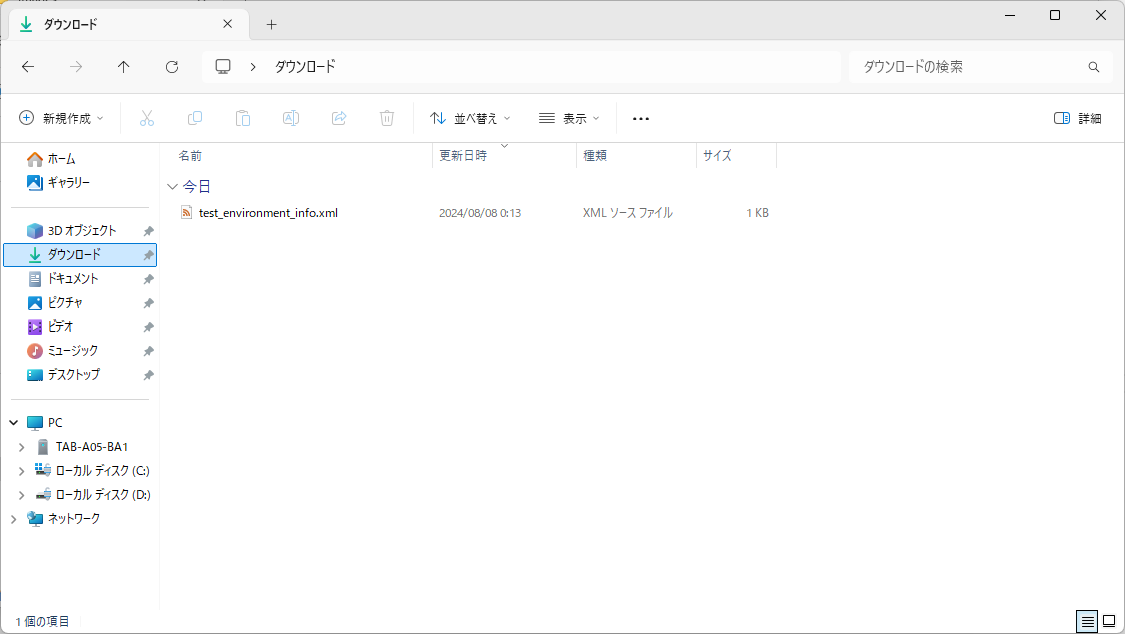 ダウンロード
ダウンロード
ダウンロードの検索
新規作成
並べ替え
表示
詳細
ホーム
ギャラリー
3D オブジェクト
ダウンロード
ドキュメント
ピクチャ
ビデオ
ミュージック
デスクトップ
PC
TAB-A05-BA1
ローカル ディスク (C:)
ローカル ディスク (D:)
ネットワーク
名前 更新日時 種類 サイズ
今日
test_environment_info.xml 2024/08/08 0:13 XML ソース ファイル 1 KB
1 個の項目